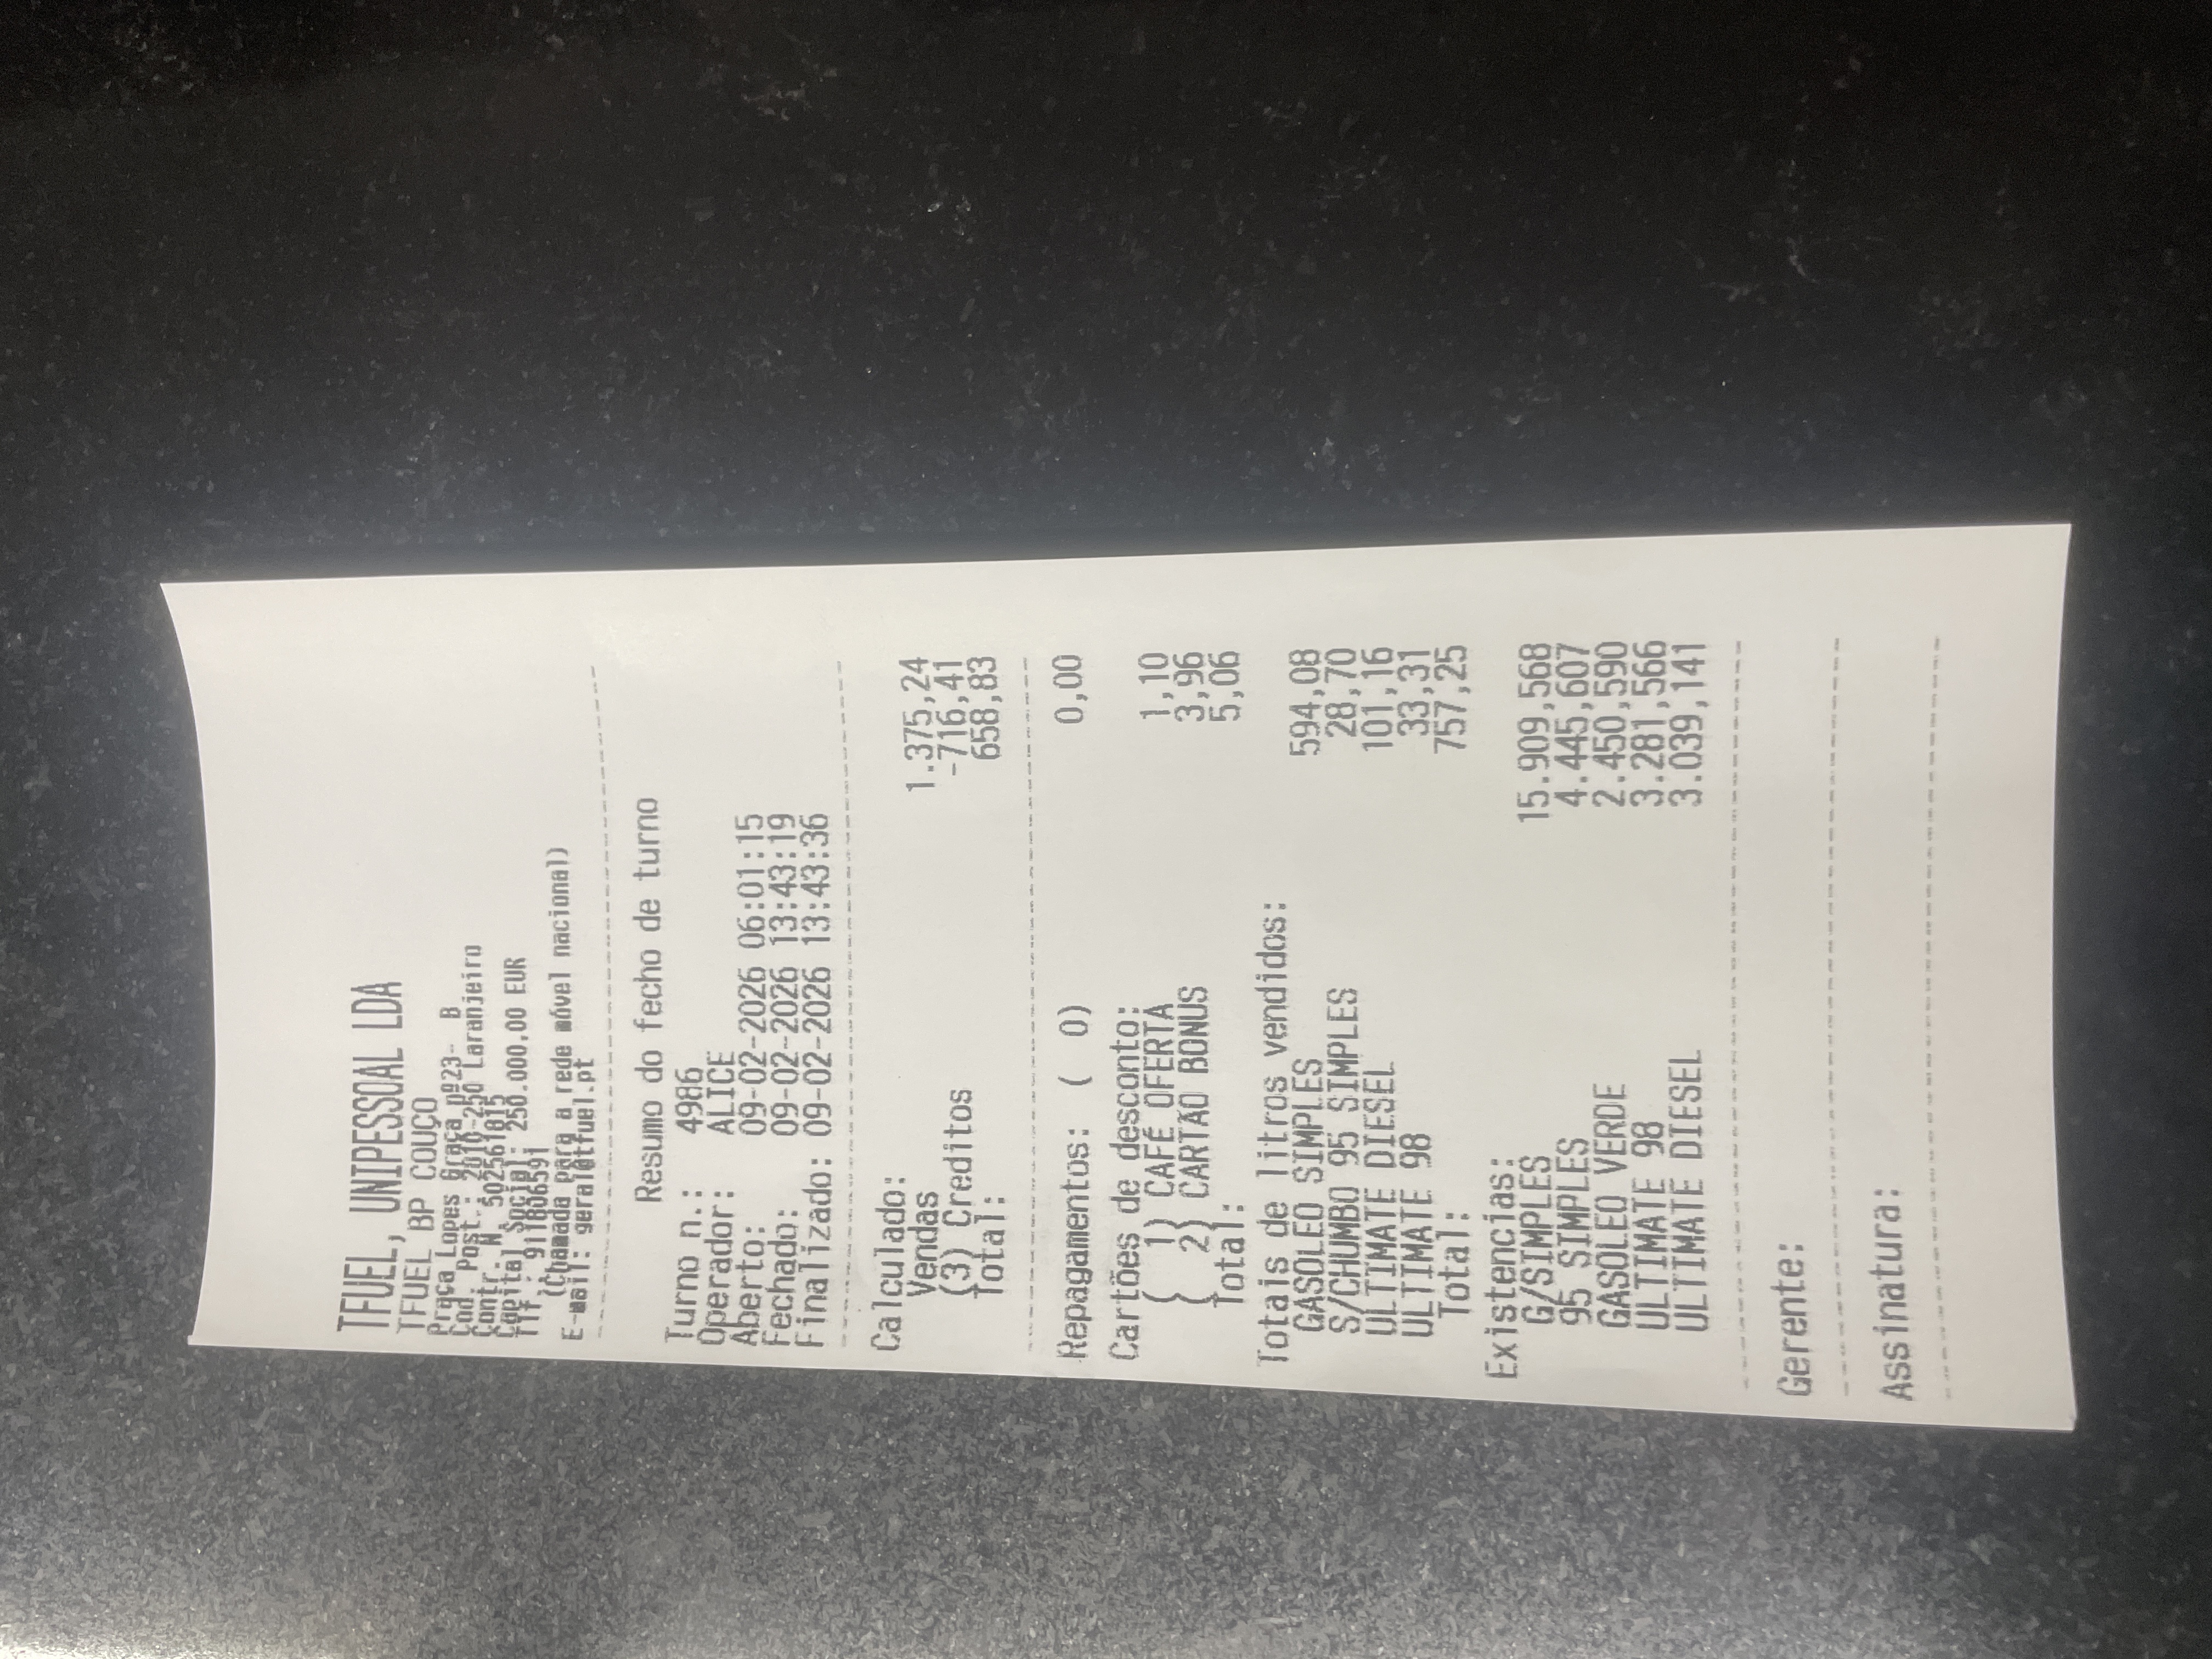 TFUEL, UNIPESSOAL LDA
TFUEL BP COUÇO
Praça Lopes Graça nº23- B
Cod. Post.: 2810-250 Laranjeiro
Contr. Nº 502561815
Capital Social: 250.000,00 EUR
Tlf.: 911806591
(Chamada para a rede móvel nacional)
E-mail: geral@tfuel.pt
Resumo do fecho de turno
Turno n.: 4986
Operador: ALICE
Aberto: 09-02-2026 06:01:15
Fechado: 09-02-2026 13:43:19
Finalizado: 09-02-2026 13:43:36
Calculado:
Vendas 1.375,24
(3) Creditos -716,41
Total: 658,83
Repagamentos: ( 0) 0,00
Cartões de desconto:
( 1) CAFÉ OFERTA 1,10
( 2) CARTÃO BONUS 3,96
Total: 5,06
Totais de litros vendidos:
GASOLEO SIMPLES 594,08
S/CHUMBO 95 SIMPLES 28,70
ULTIMATE DIESEL 101,16
ULTIMATE 98 33,31
Total: 757,25
Existencias:
G/SIMPLES 15.909,568
95 SIMPLES 4.445,607
GASOLEO VERDE 2.450,590
ULTIMATE 98 3.281,566
ULTIMATE DIESEL 3.039,141
Gerente:
Assinatura: